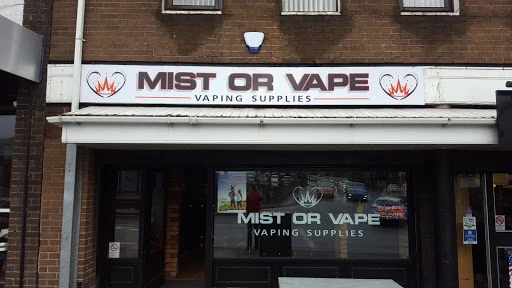 MIST OR VAPE
VAPING SUPPLIES
MIST OR VAPE
VAPING SUPPLIES